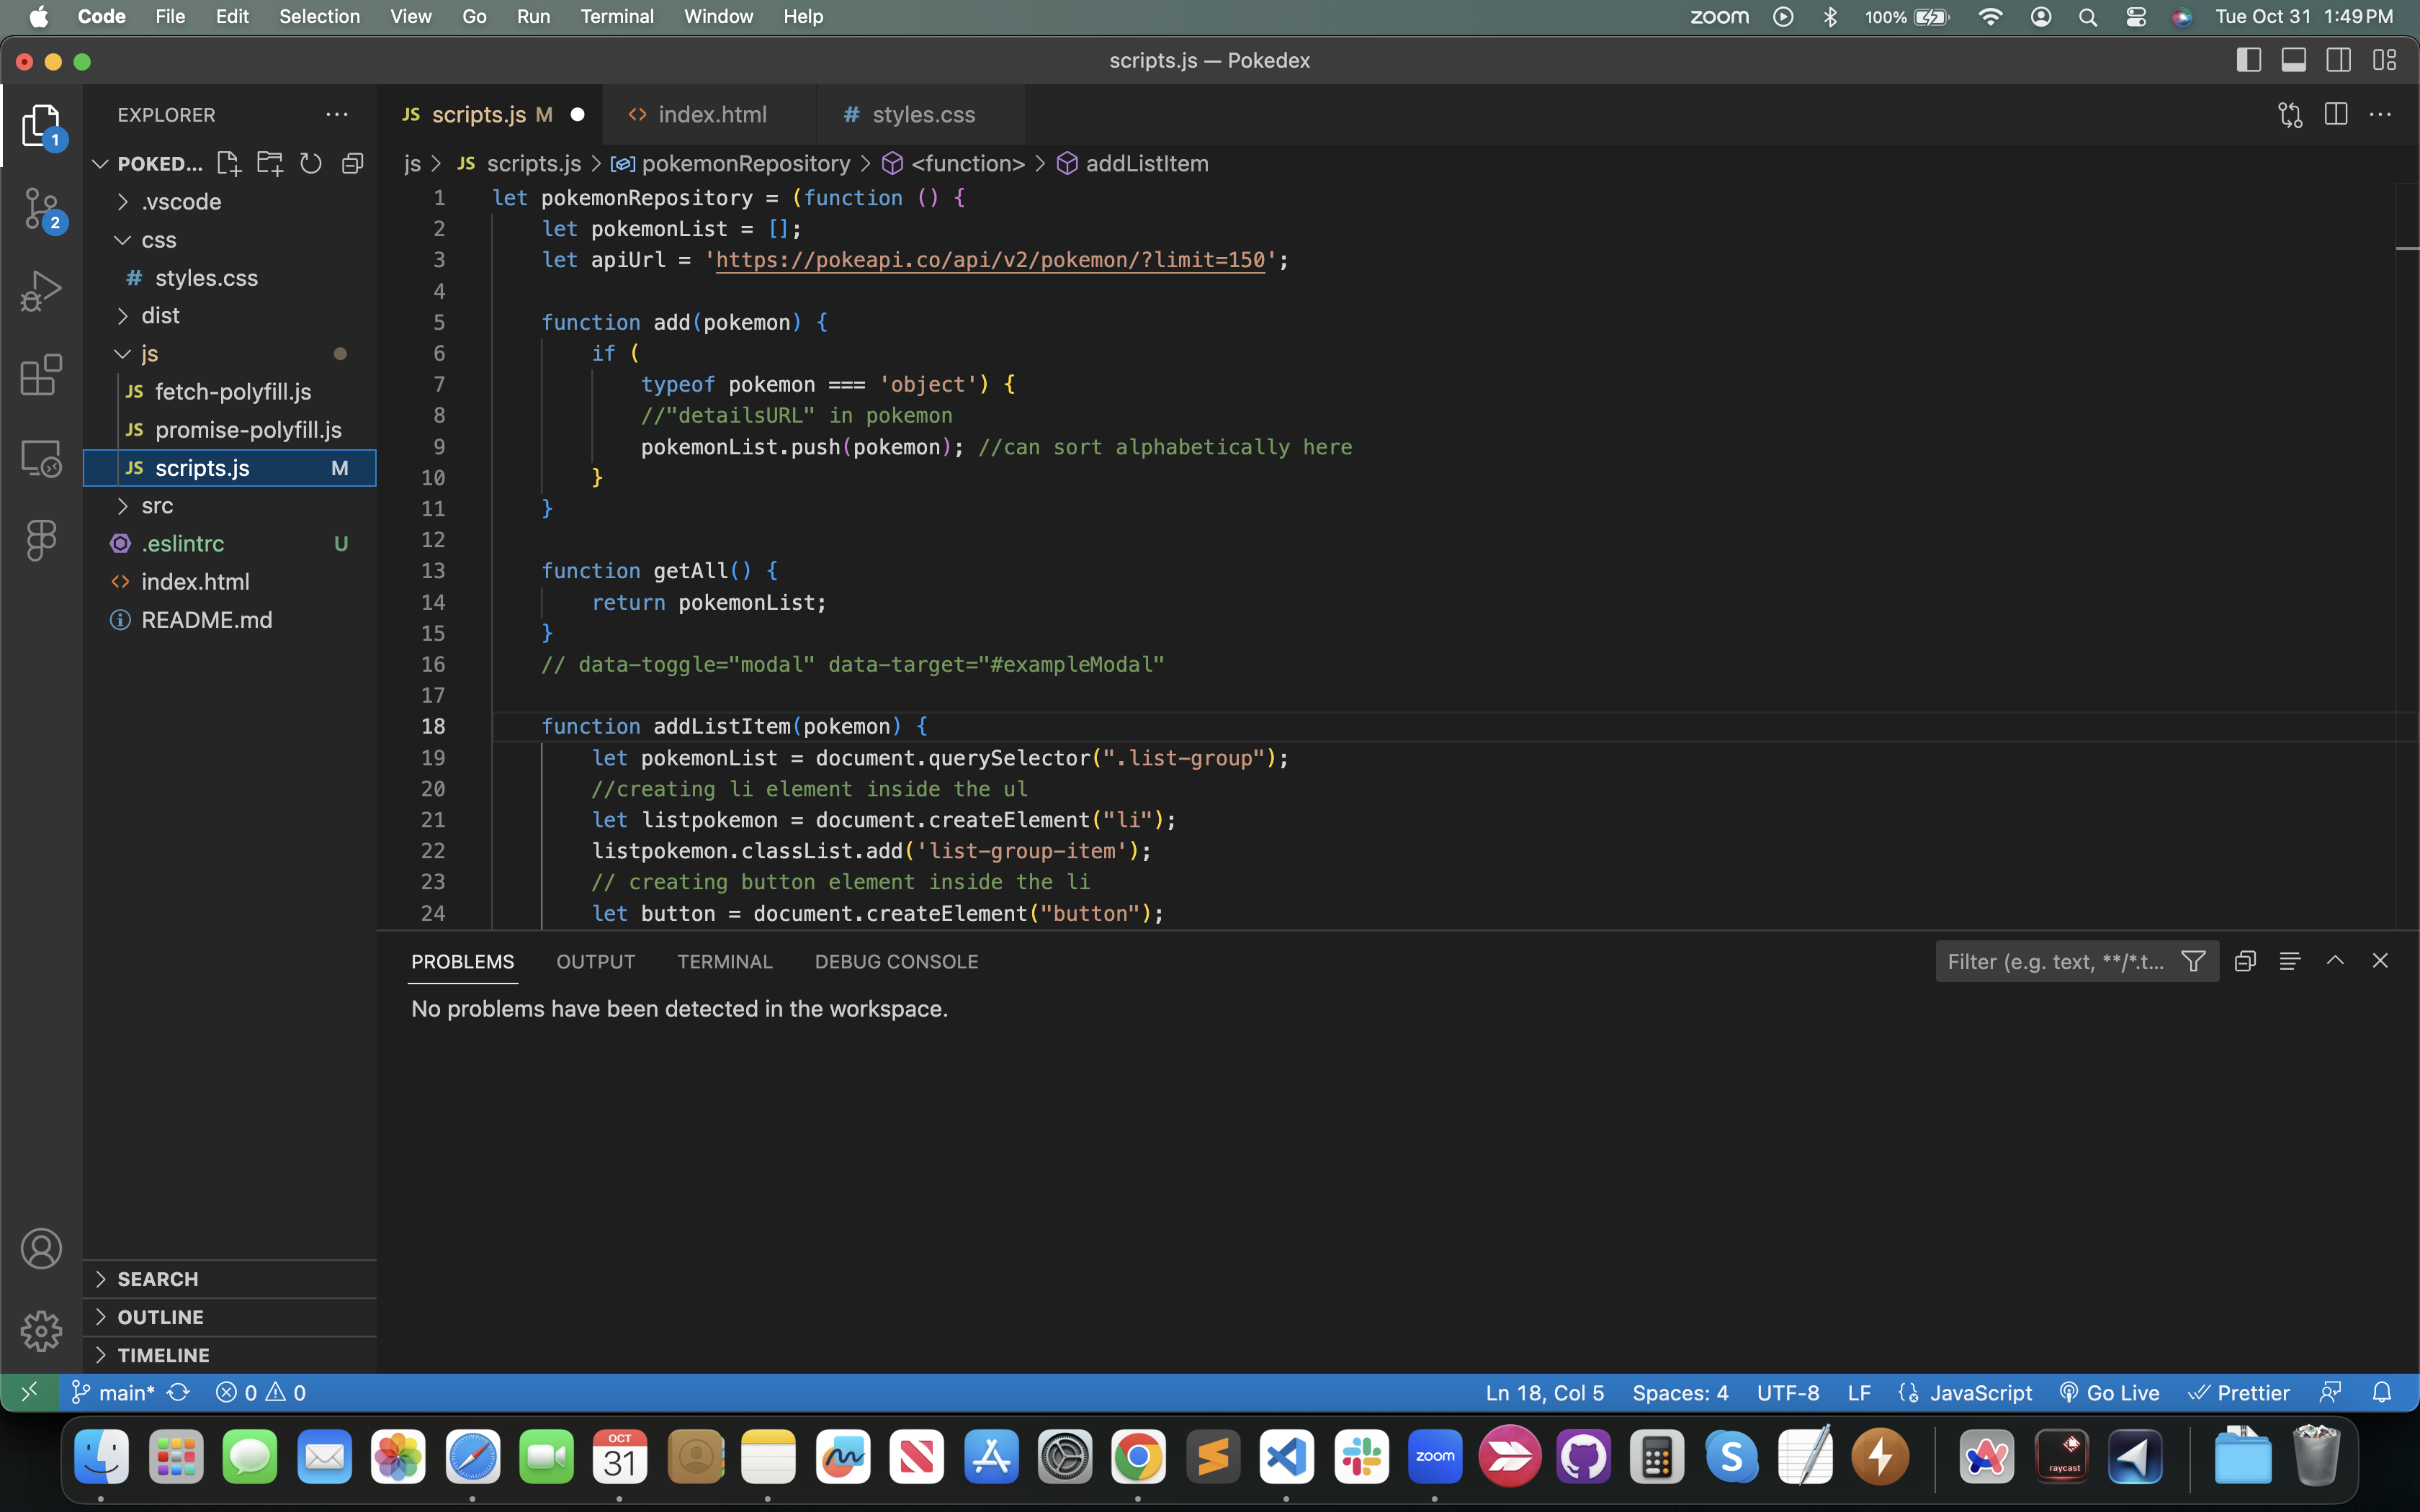 Code File Edit Selection View Go Run Terminal Window Help zoom 100% Tue Oct 31 1:49 PM
scripts.js — Pokedex
EXPLORER
JS scripts.js M
<> index.html
# styles.css
POKED...
js > JS scripts.js > pokemonRepository > <function> > addListItem
.vscode
css
# styles.css
dist
js
JS fetch-polyfill.js
JS promise-polyfill.js
JS scripts.js M
src
.eslintrc U
<> index.html
README.md
1
2
1 let pokemonRepository = (function () {
2 let pokemonList = [];
3 let apiUrl = 'https://pokeapi.co/api/v2/pokemon/?limit=150';
4
5 function add(pokemon) {
6 if (
7 typeof pokemon === 'object') {
8 //"detailsURL" in pokemon
9 pokemonList.push(pokemon); //can sort alphabetically here
10 }
11 }
12
13 function getAll() {
14 return pokemonList;
15 }
16 // data-toggle="modal" data-target="#exampleModal"
17
18 function addListItem(pokemon) {
19 let pokemonList = document.querySelector(".list-group");
20 //creating li element inside the ul
21 let listpokemon = document.createElement("li");
22 listpokemon.classList.add('list-group-item');
23 // creating button element inside the li
24 let button = document.createElement("button");
PROBLEMS OUTPUT TERMINAL DEBUG CONSOLE Filter (e.g. text, **/*.t...
No problems have been detected in the workspace.
SEARCH
OUTLINE
TIMELINE
main* 0 0 Ln 18, Col 5 Spaces: 4 UTF-8 LF JavaScript Go Live Prettier
OCT
31
zoom
S
raycast